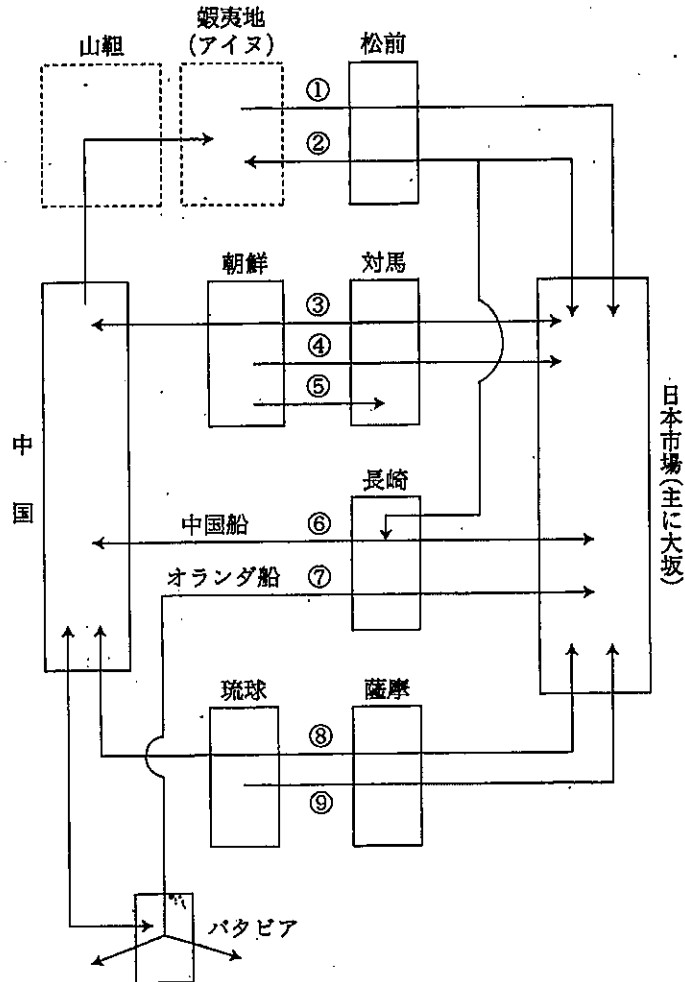 山靼
蝦夷地
(アイヌ)
松前
①
②
朝鮮
対馬
③
④
⑤
中国
日本市場(主に大坂)
長崎
中国船
⑥
オランダ船
⑦
琉球
薩摩
⑧
⑨
バタビア